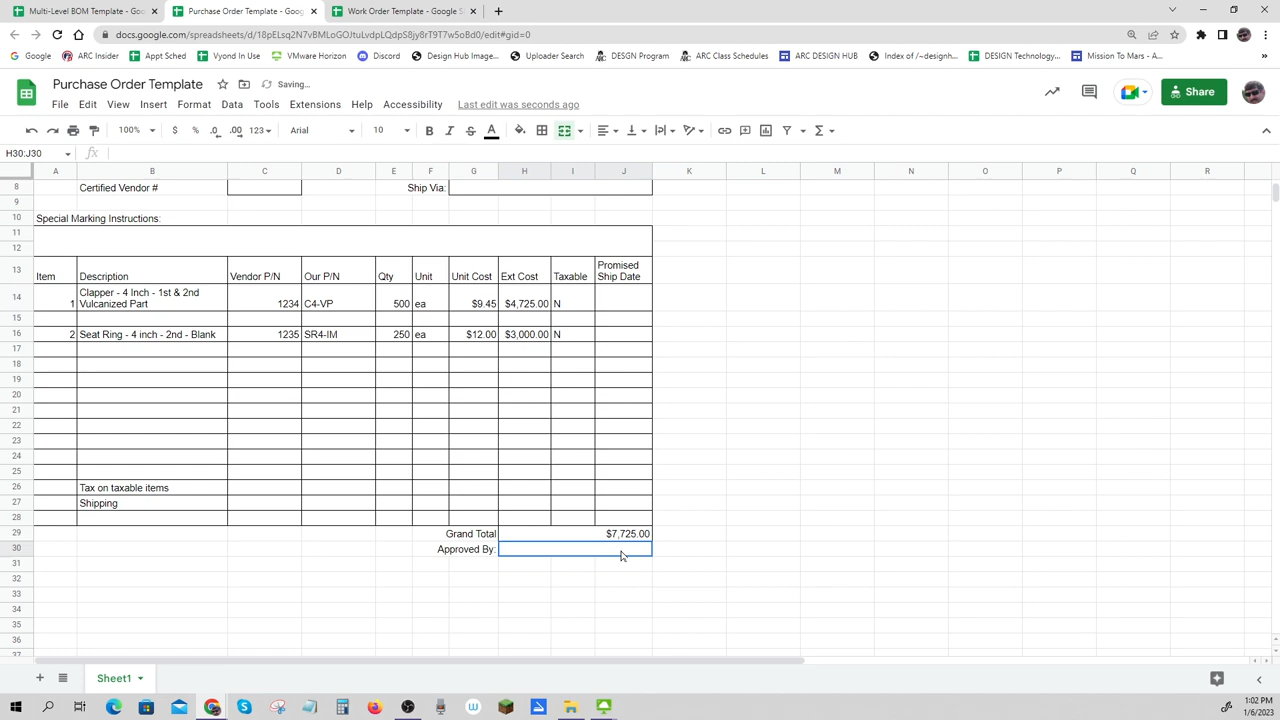 Multi-Level BOM Template - Goo
Purchase Order Template - Goog
Work Order Template - Google S
docs.google.com/spreadsheets/d/18pELsq2N7vBMLoGOJtuLvdpLQdpS8jy8rT9T7w5oBd0/edit#gid=0
Google ARC Insider Appt Sched Vyond In Use VMware Horizon Discord Design Hub Image... Uploader Search DESGN Program ARC Class Schedules ARC DESIGN HUB Index of /~designh... DESIGN Technology... Mission To Mars - A... »
Purchase Order Template Saving...
File Edit View Insert Format Data Tools Extensions Help Accessibility Last edit was seconds ago
Share
100% $ % .0 .00 123 Arial 10 B I S A
H30:J30 fx
A B C D E F G H I J K L M N O P Q R
8 Certified Vendor # Ship Via:
9
10 Special Marking Instructions:
11
12
13 Item Description Vendor P/N Our P/N Qty Unit Unit Cost Ext Cost Taxable Promised Ship Date
14 1 Clapper - 4 Inch - 1st & 2nd Vulcanized Part 1234 C4-VP 500 ea $9.45 $4,725.00 N
15
16 2 Seat Ring - 4 inch - 2nd - Blank 1235 SR4-IM 250 ea $12.00 $3,000.00 N
17
18
19
20
21
22
23
24
25
26 Tax on taxable items
27 Shipping
28
29 Grand Total $7,725.00
30 Approved By:
31
32
33
34
35
36
37
Sheet1
1:02 PM
1/6/2023